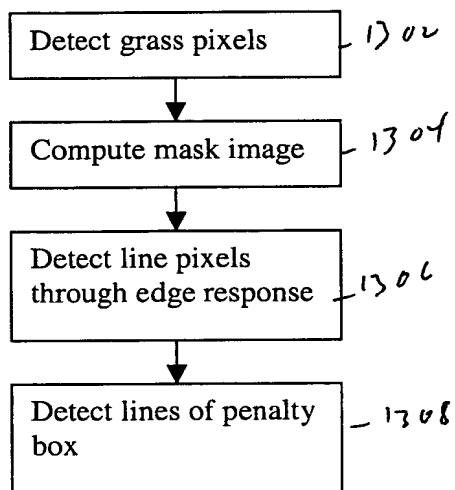 Detect grass pixels
1302
Compute mask image
1304
Detect line pixels
through edge response
1306
Detect lines of penalty
box
1308